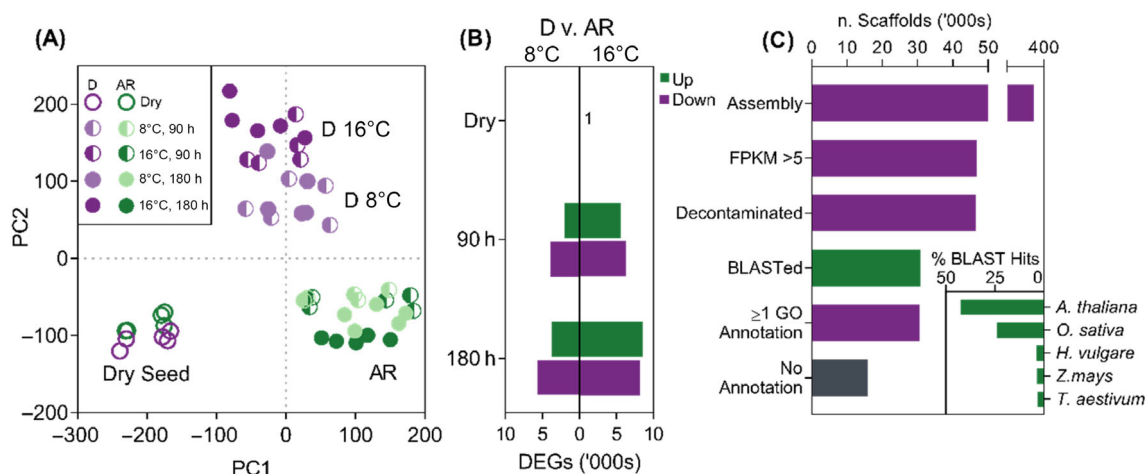 (A)
D AR
Dry
8°C, 90 h
16°C, 90 h
8°C, 180 h
16°C, 180 h
D 16°C
D 8°C
Dry Seed
AR
200
100
0
−100
−200
PC2
−300 −200 −100 0 100 200
PC1
(B)
D v. AR
8°C 16°C
Up
Down
Dry
1
90 h
180 h
10 5 0 5 10
DEGs ('000s)
(C)
n. Scaffolds ('000s)
0 10 20 30 40 50 400
Assembly
FPKM >5
Decontaminated
BLASTed
≥1 GO
Annotation
No
Annotation
% BLAST Hits
50 25 0
A. thaliana
O. sativa
H. vulgare
Z.mays
T. aestivum